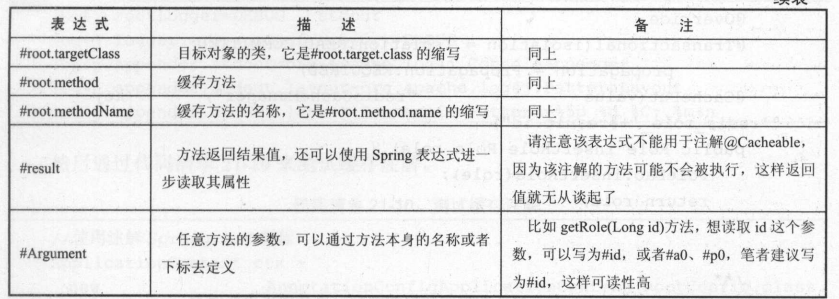 续表
表 达 式 描 述 备 注
#root.targetClass 目标对象的类，它是#root.target.class 的缩写 同上
#root.method 缓存方法 同上
#root.methodName 缓存方法的名称，它是#root.method.name 的缩写 同上
#result 方法返回结果值，还可以使用 Spring 表达式进一
步读取其属性
请注意该表达式不能用于注解@Cacheable，
因为该注解的方法可能不会被执行，这样返回
值就无从谈起了
#Argument 任意方法的参数，可以通过方法本身的名称或者
下标去定义
比如 getRole(Long id)方法，想读取 id 这个参
数，可以写为#id，或者#a0、#p0，笔者建议写
为#id，这样可读性高